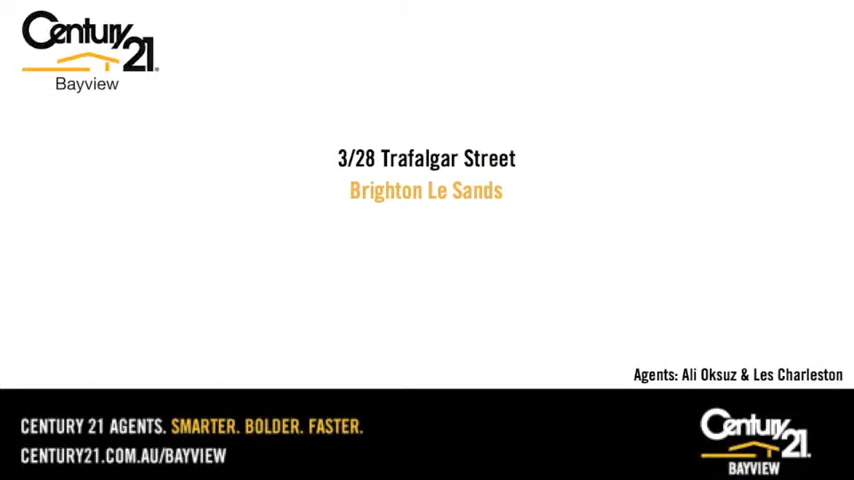 Century 21
Bayview
3/28 Trafalgar Street
Brighton Le Sands
Agents: Ali Oksuz & Les Charleston
CENTURY 21 AGENTS. SMARTER. BOLDER. FASTER.
CENTURY21.COM.AU/BAYVIEW
Century 21
BAYVIEW